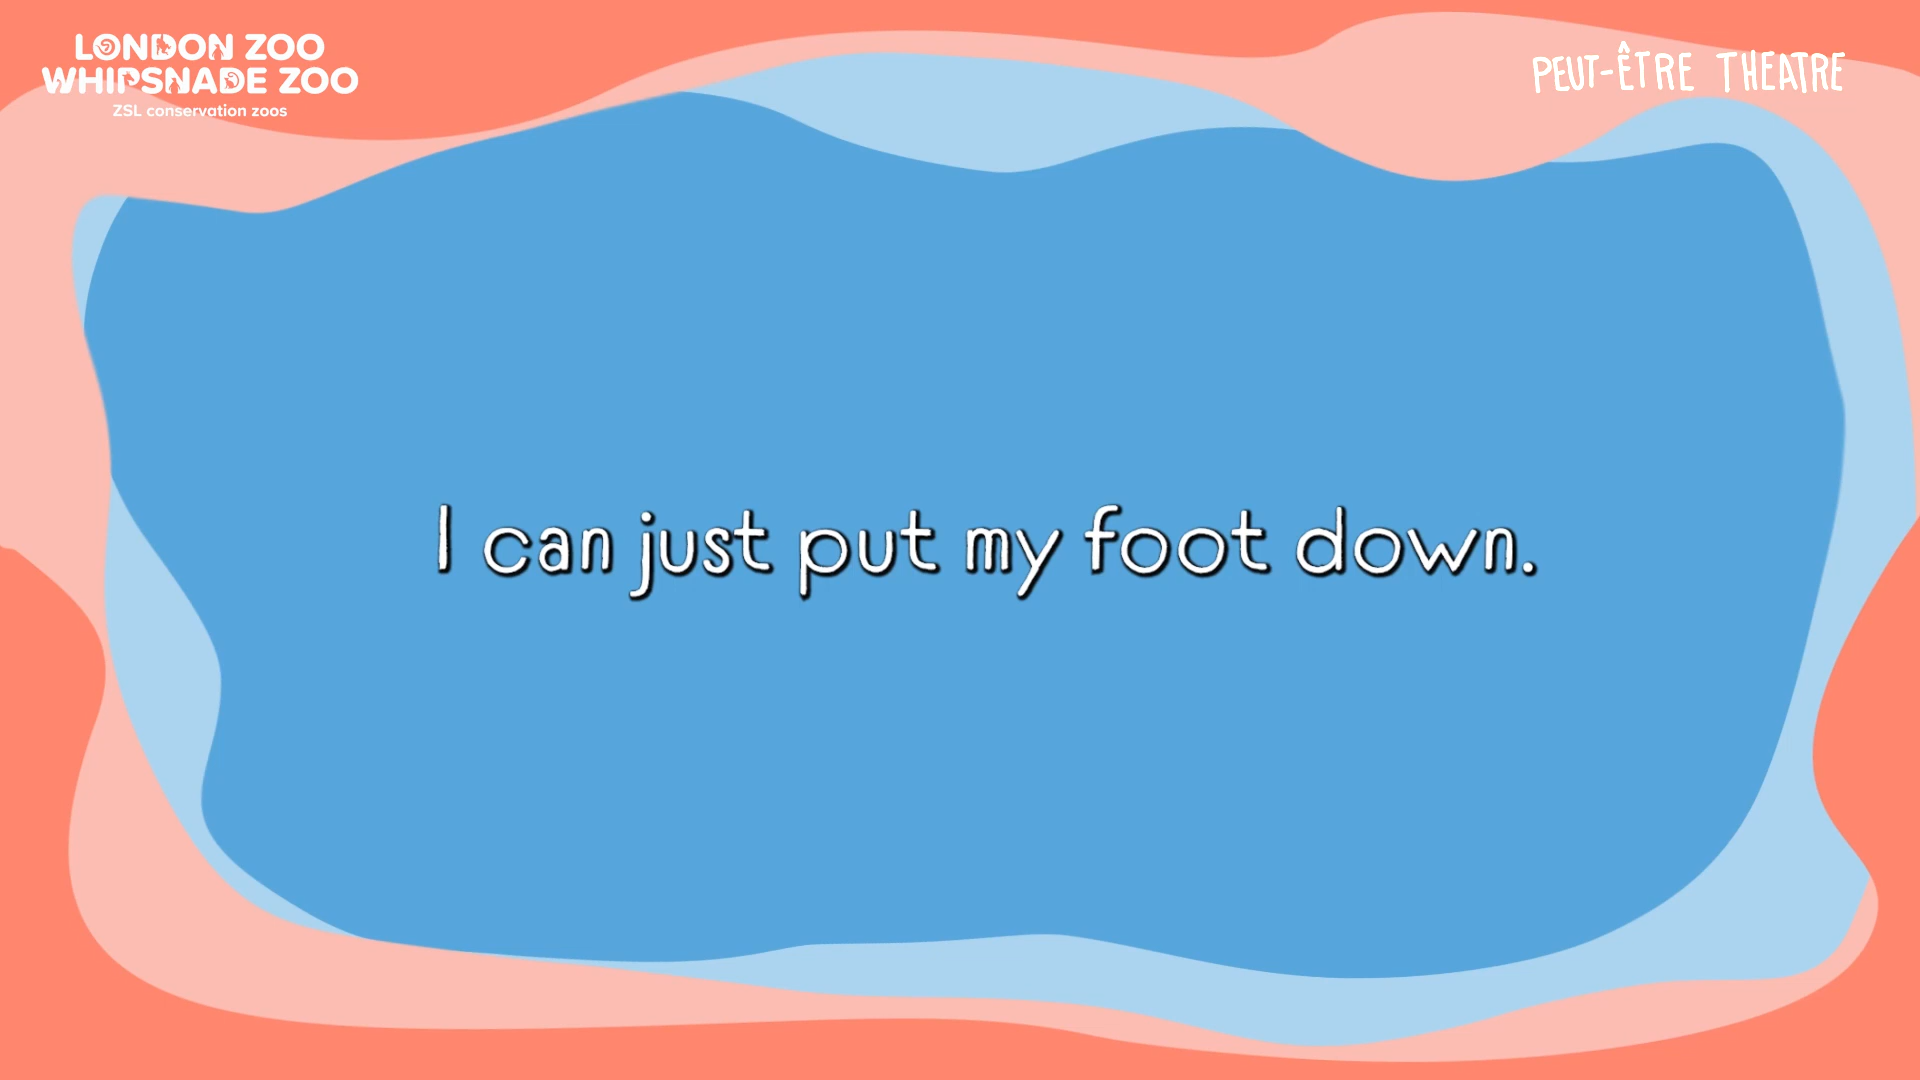 LONDON ZOO
WHIPSNADE ZOO
ZSL conservation zoos
PEUT-ÊTRE THEATRE
I can just put my foot down.